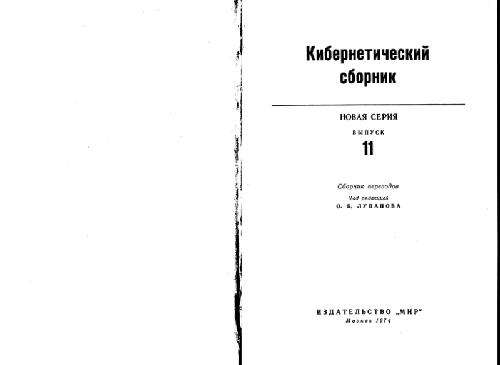 Кибернетический
сборник
НОВАЯ СЕРИЯ
ВЫПУСК
11
Сборник переводов
Под редакцией
О. Б. ЛУПАНОВА
ИЗДАТЕЛЬСТВО „МИР“
Москва 1974